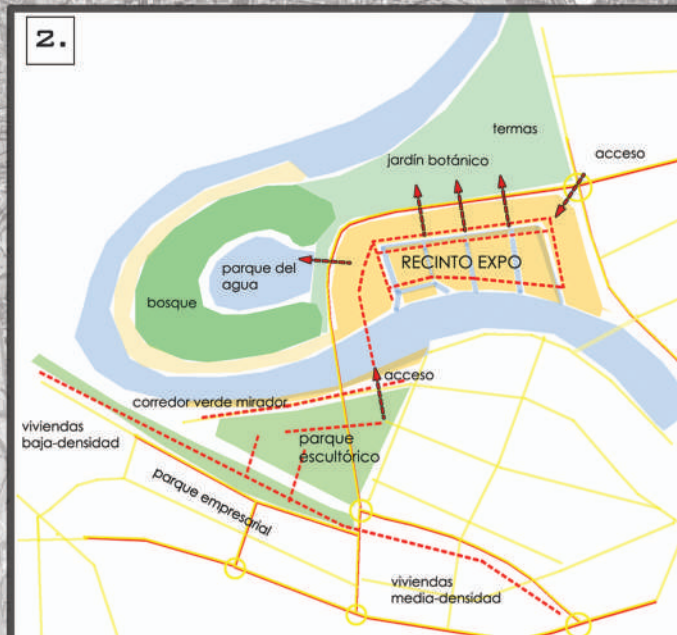 2.
termas
acceso
jardín botánico
RECINTO EXPO
parque del
agua
bosque
acceso
corredor verde mirador
viviendas
baja-densidad
parque
escultórico
parque empresarial
viviendas
media-densidad